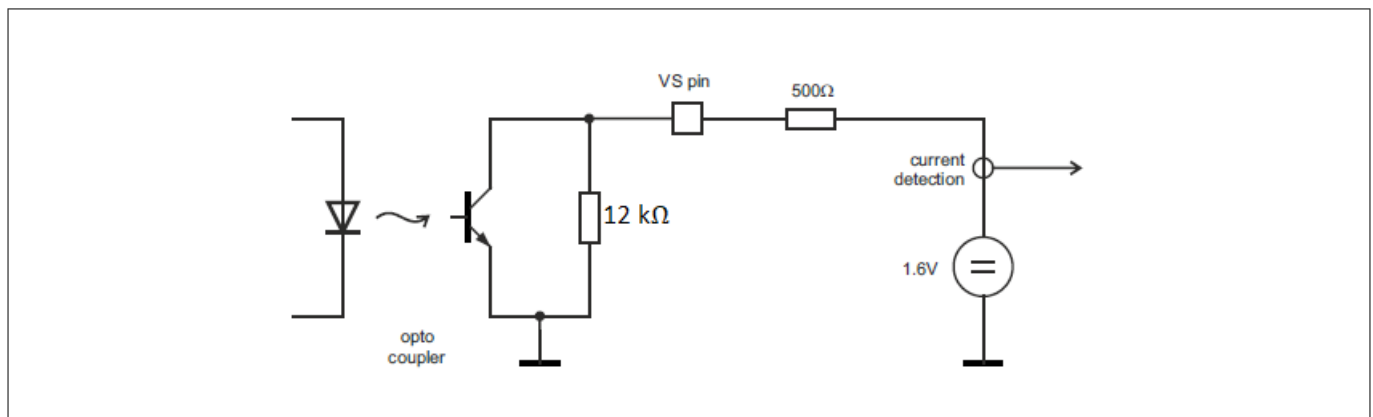 VS pin
500Ω
current
detection
12 kΩ
1.6V
opto
coupler